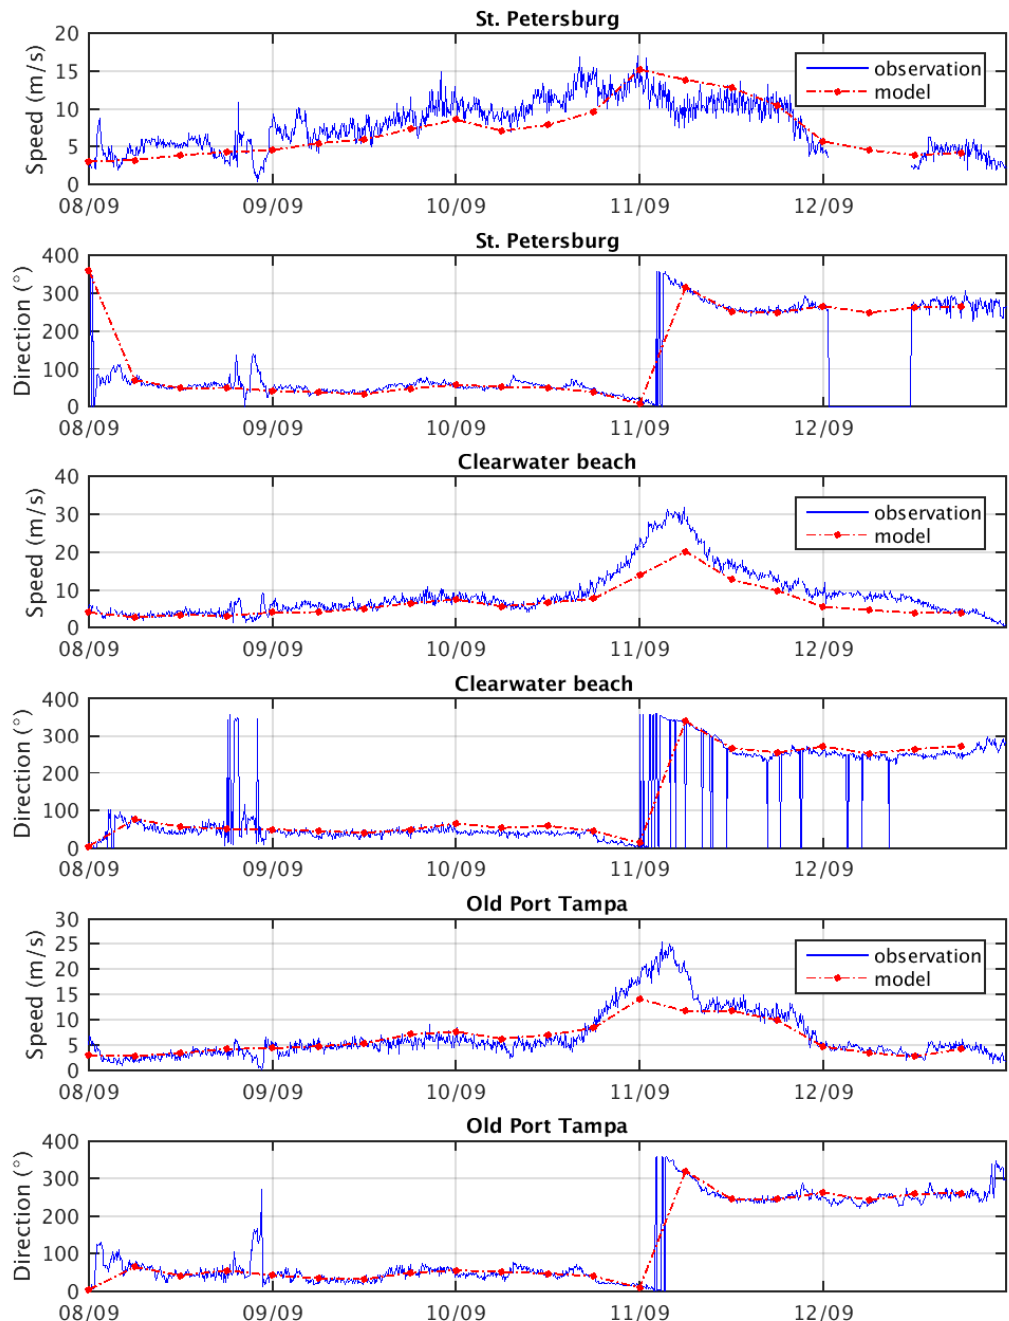 St. Petersburg
Speed (m/s)
20
15
10
5
0
observation
model
08/09 09/09 10/09 11/09 12/09
St. Petersburg
Direction (°)
400
300
200
100
0
08/09 09/09 10/09 11/09 12/09
Clearwater beach
Speed (m/s)
40
30
20
10
0
observation
model
08/09 09/09 10/09 11/09 12/09
Clearwater beach
Direction (°)
400
300
200
100
0
08/09 09/09 10/09 11/09 12/09
Old Port Tampa
Speed (m/s)
30
25
20
15
10
5
0
observation
model
08/09 09/09 10/09 11/09 12/09
Old Port Tampa
Direction (°)
400
300
200
100
0
08/09 09/09 10/09 11/09 12/09